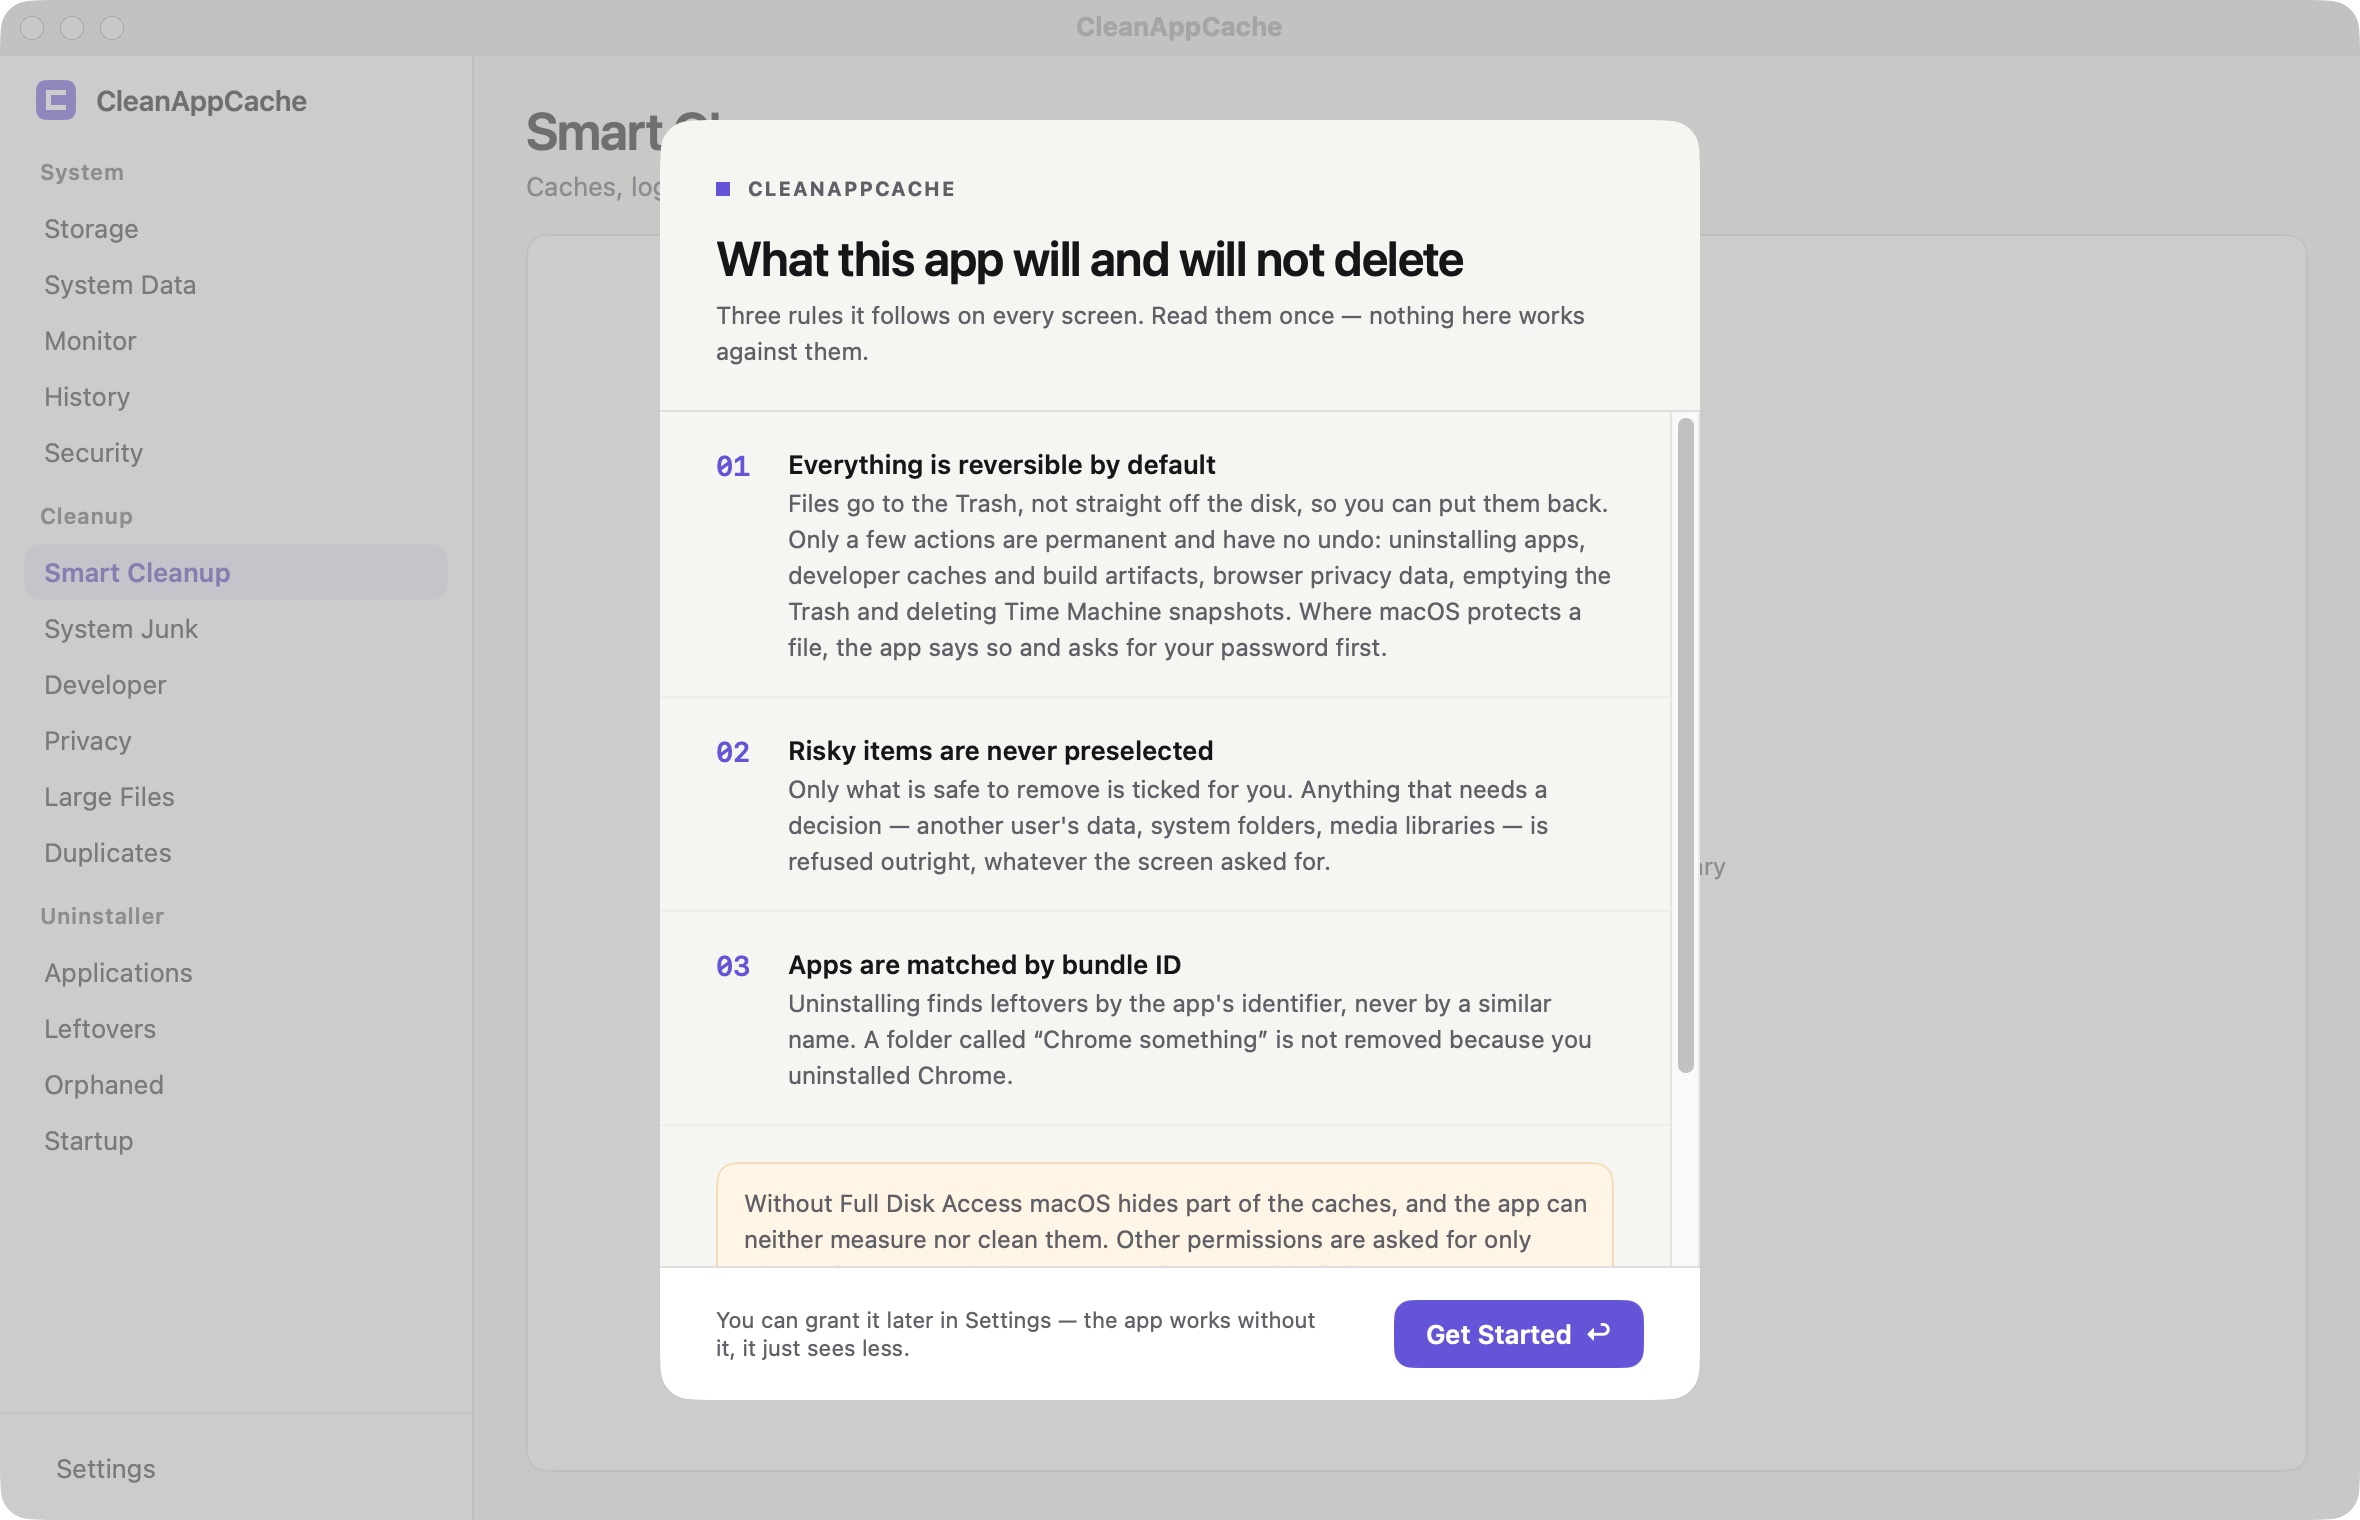 CleanAppCache
CleanAppCache
System
Storage
System Data
Monitor
History
Security
Cleanup
Smart Cleanup
System Junk
Developer
Privacy
Large Files
Duplicates
Uninstaller
Applications
Leftovers
Orphaned
Startup
Settings
Smart
Caches,
CLEANAPPCACHE
What this app will and will not delete
Three rules it follows on every screen. Read them once — nothing here works
against them.
01 Everything is reversible by default
Files go to the Trash, not straight off the disk, so you can put them back.
Only a few actions are permanent and have no undo: uninstalling apps,
developer caches and build artifacts, browser privacy data, emptying the
Trash and deleting Time Machine snapshots. Where macOS protects a
file, the app says so and asks for your password first.
02 Risky items are never preselected
Only what is safe to remove is ticked for you. Anything that needs a
decision — another user's data, system folders, media libraries — is
refused outright, whatever the screen asked for.
03 Apps are matched by bundle ID
Uninstalling finds leftovers by the app's identifier, never by a similar
name. A folder called “Chrome something” is not removed because you
uninstalled Chrome.
Without Full Disk Access macOS hides part of the caches, and the app can
neither measure nor clean them. Other permissions are asked for only
You can grant it later in Settings — the app works without
it, it just sees less.
Get Started